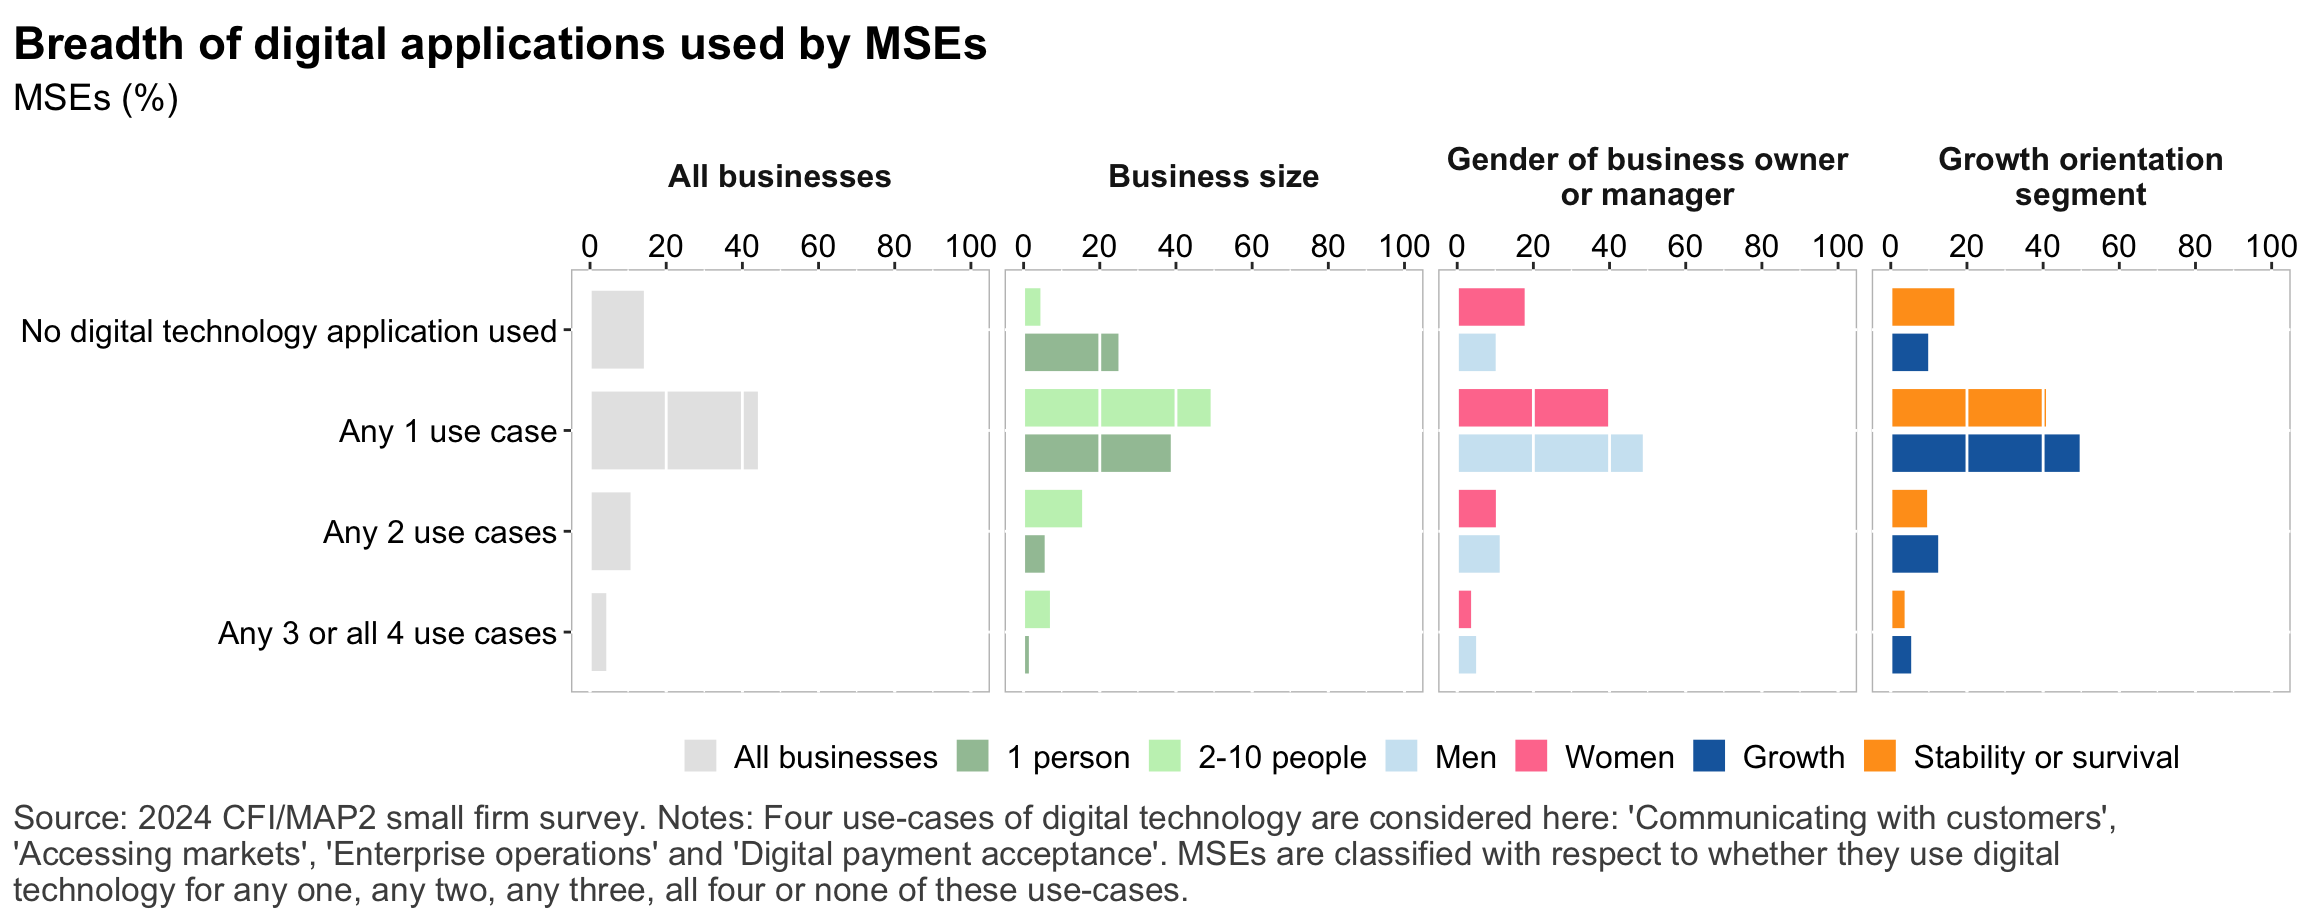 Breadth of digital applications used by MSEs
MSEs (%)
All businesses
Business size
Gender of business owner
or manager
Growth orientation
segment
0 20 40 60 80 100
0 20 40 60 80 100
0 20 40 60 80 100
0 20 40 60 80 100
No digital technology application used
Any 1 use case
Any 2 use cases
Any 3 or all 4 use cases
All businesses 1 person 2-10 people Men Women Growth Stability or survival
Source: 2024 CFI/MAP2 small firm survey. Notes: Four use-cases of digital technology are considered here: 'Communicating with customers',
'Accessing markets', 'Enterprise operations' and 'Digital payment acceptance'. MSEs are classified with respect to whether they use digital
technology for any one, any two, any three, all four or none of these use-cases.